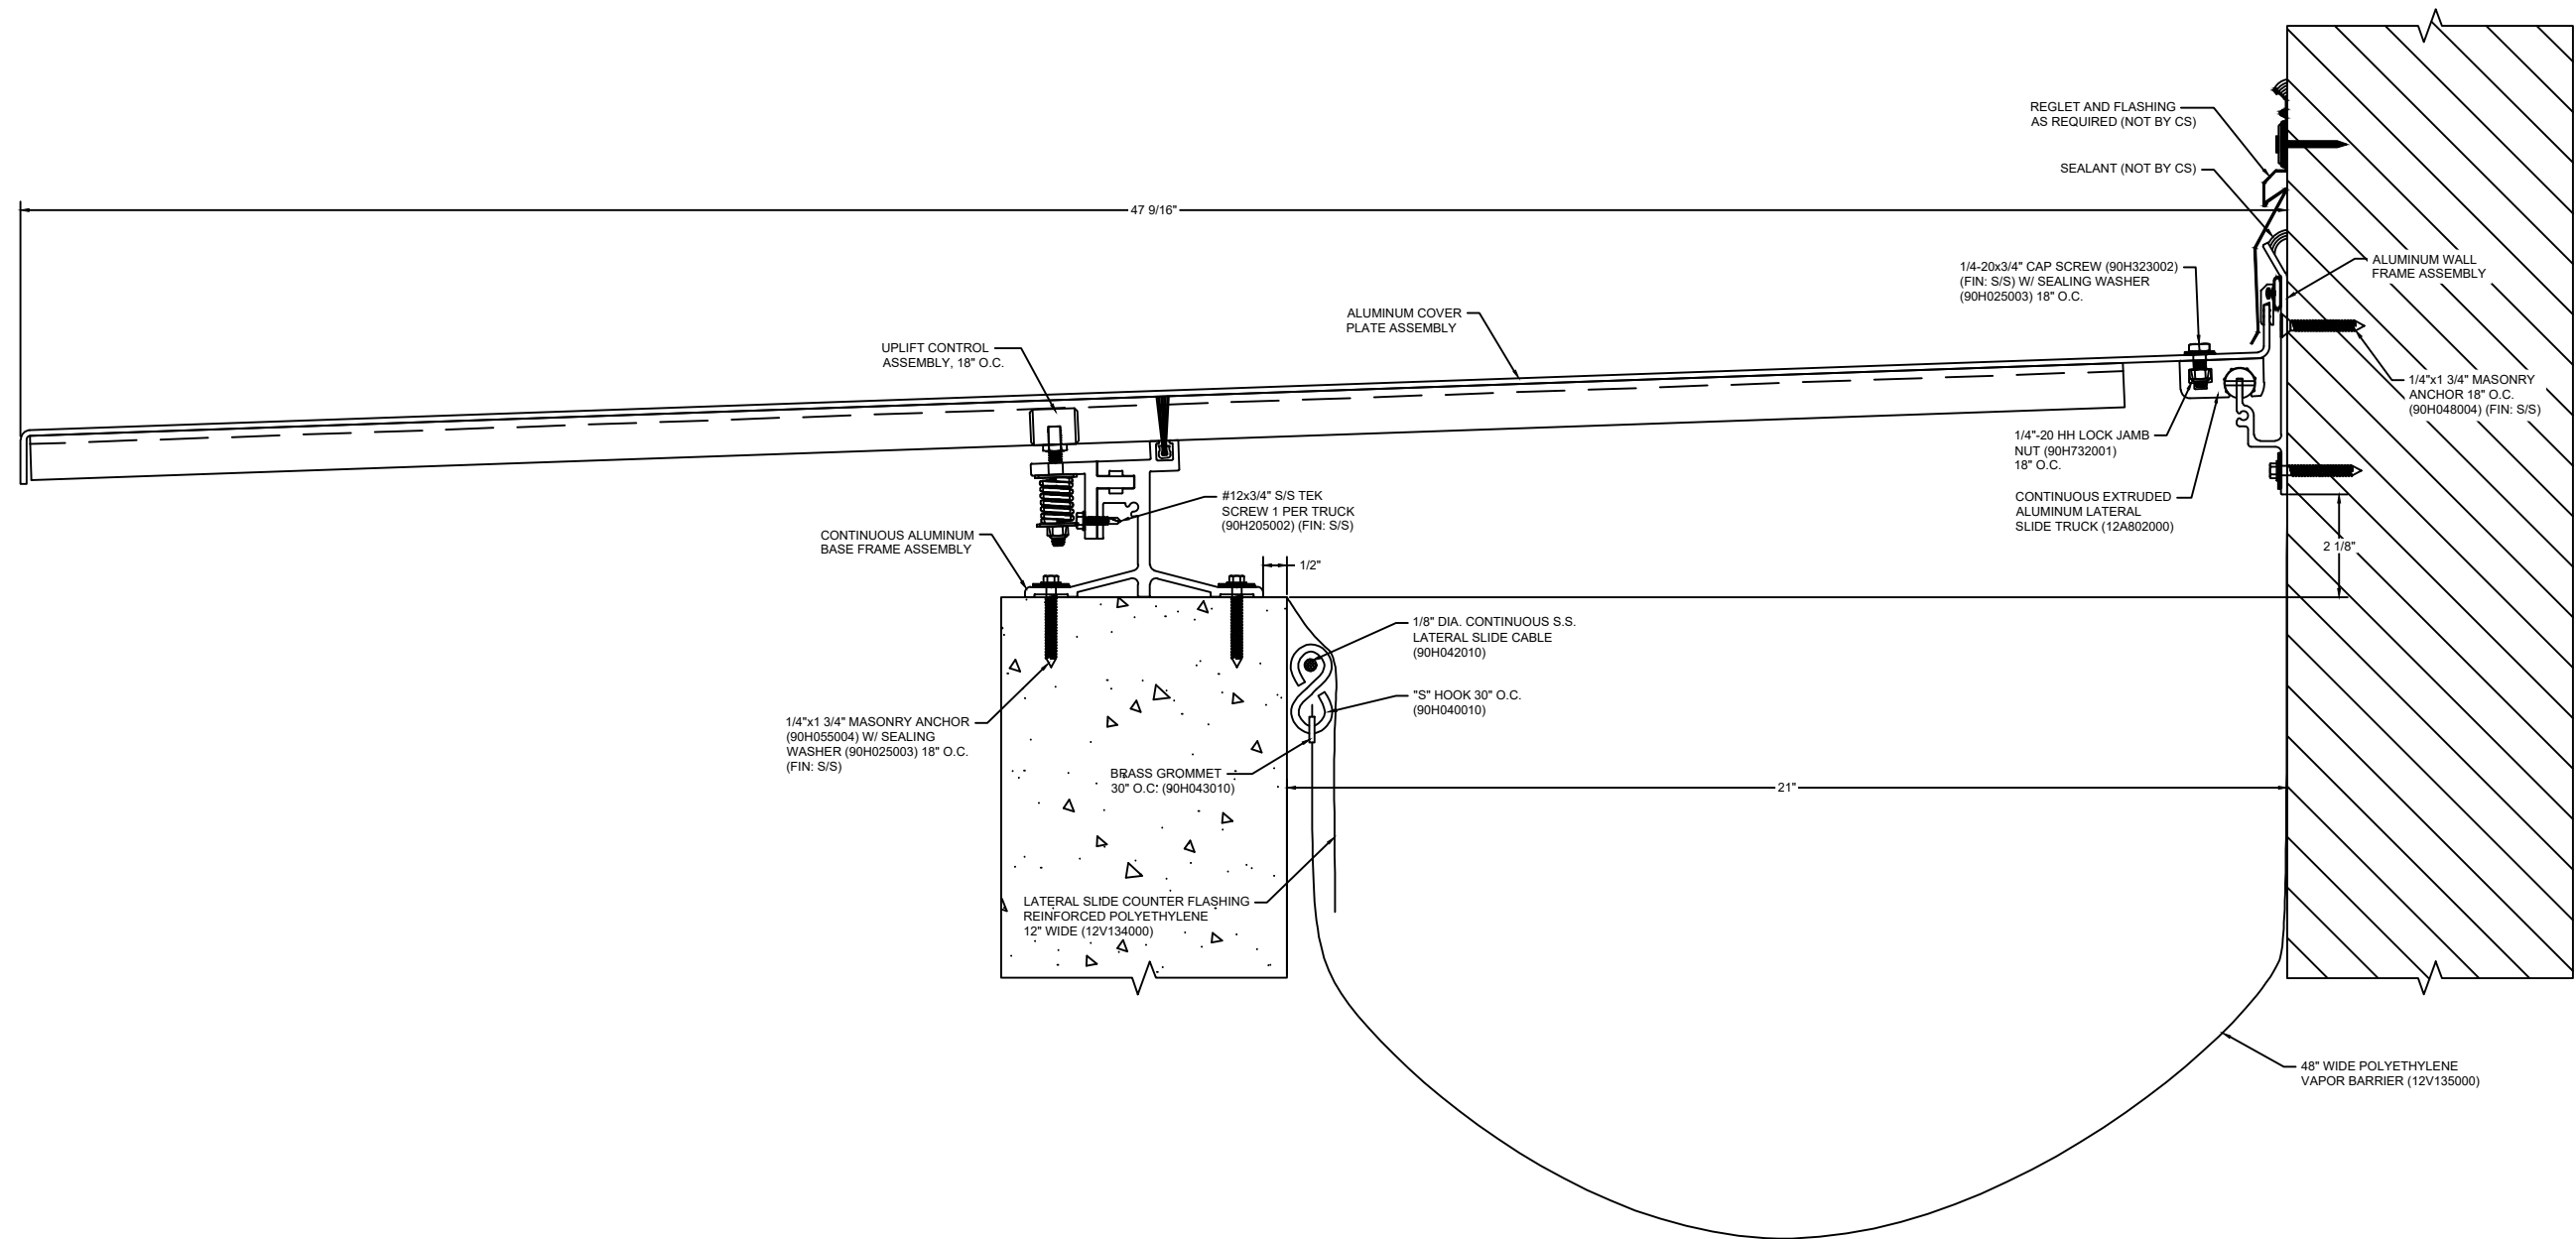 REGLET AND FLASHING
AS REQUIRED (NOT BY CS)
SEALANT (NOT BY CS)
47 9/16"
1/4-20x3/4" CAP SCREW (90H323002)
(FIN: S/S) W/ SEALING WASHER
(90H025003) 18" O.C.
ALUMINUM WALL
FRAME ASSEMBLY
ALUMINUM COVER
PLATE ASSEMBLY
UPLIFT CONTROL
ASSEMBLY, 18" O.C.
1/4"x1 3/4" MASONRY
ANCHOR 18" O.C.
(90H048004) (FIN: S/S)
1/4"-20 HH LOCK JAMB
NUT (90H732001)
18" O.C.
#12x3/4" S/S TEK
SCREW 1 PER TRUCK
(90H205002) (FIN: S/S)
CONTINUOUS EXTRUDED
ALUMINUM LATERAL
SLIDE TRUCK (12A802000)
CONTINUOUS ALUMINUM
BASE FRAME ASSEMBLY
2 1/8"
1/2"
1/8" DIA. CONTINUOUS S.S.
LATERAL SLIDE CABLE
(90H042010)
"S" HOOK 30" O.C.
(90H040010)
1/4"x1 3/4" MASONRY ANCHOR
(90H055004) W/ SEALING
WASHER (90H025003) 18" O.C.
(FIN: S/S)
BRASS GROMMET
30" O.C. (90H043010)
21"
LATERAL SLIDE COUNTER FLASHING
REINFORCED POLYETHYLENE
12" WIDE (12V134000)
48" WIDE POLYETHYLENE
VAPOR BARRIER (12V135000)